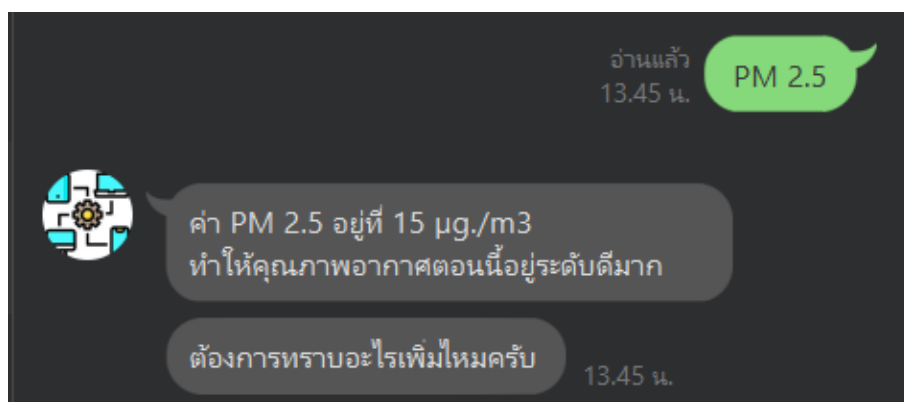 อ่านแล้ว
13.45 น.
PM 2.5
ค่า PM 2.5 อยู่ที่ 15 µg./m3
ทำให้คุณภาพอากาศตอนนี้อยู่ระดับดีมาก
ต้องการทราบอะไรเพิ่มไหมครับ
13.45 น.